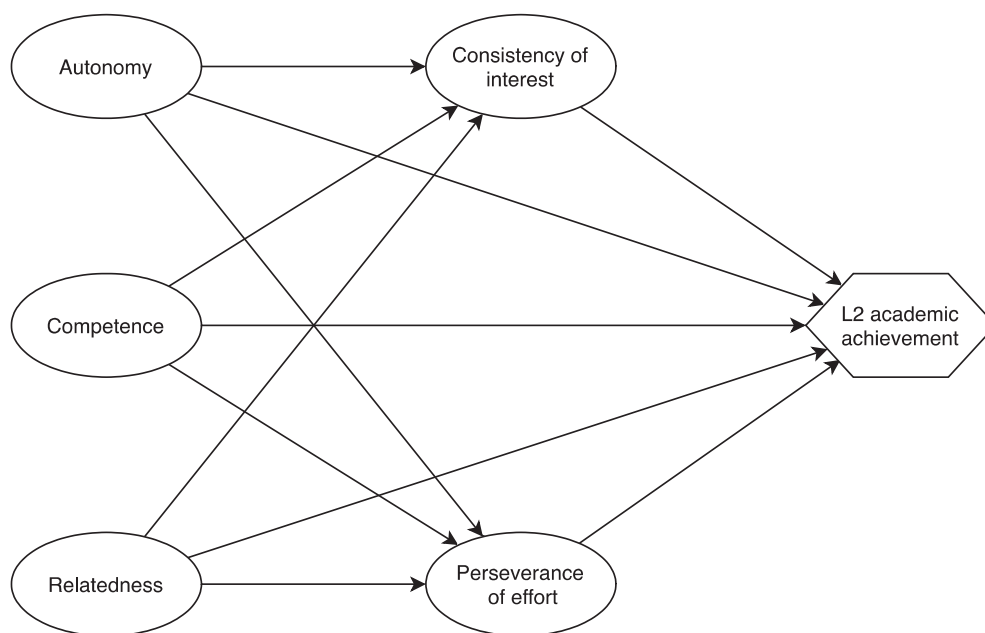 Autonomy
Consistency of
interest
Competence
L2 academic
achievement
Relatedness
Perseverance
of effort